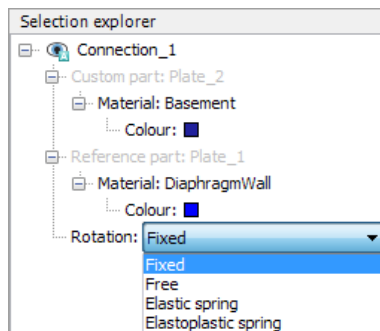 Selection explorer
Connection_1
Custom part: Plate_2
Material: Basement
Colour:
Reference part: Plate_1
Material: DiaphragmWall
Colour:
Rotation: Fixed
Fixed
Free
Elastic spring
Elastoplastic spring